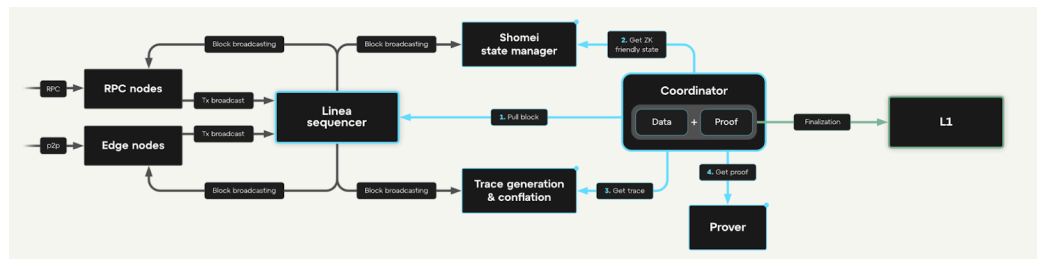 Block broadcasting
Block broadcasting
Shomei
state manager
2. Get ZK
friendly state
RPC
RPC nodes
Tx broadcast
Linea
sequencer
1. Pull block
Coordinator
Data + Proof
Finalization
L1
p2p
Edge nodes
Tx broadcast
Block broadcasting
Block broadcasting
Trace generation
& conflation
3. Get trace
4. Get proof
Prover